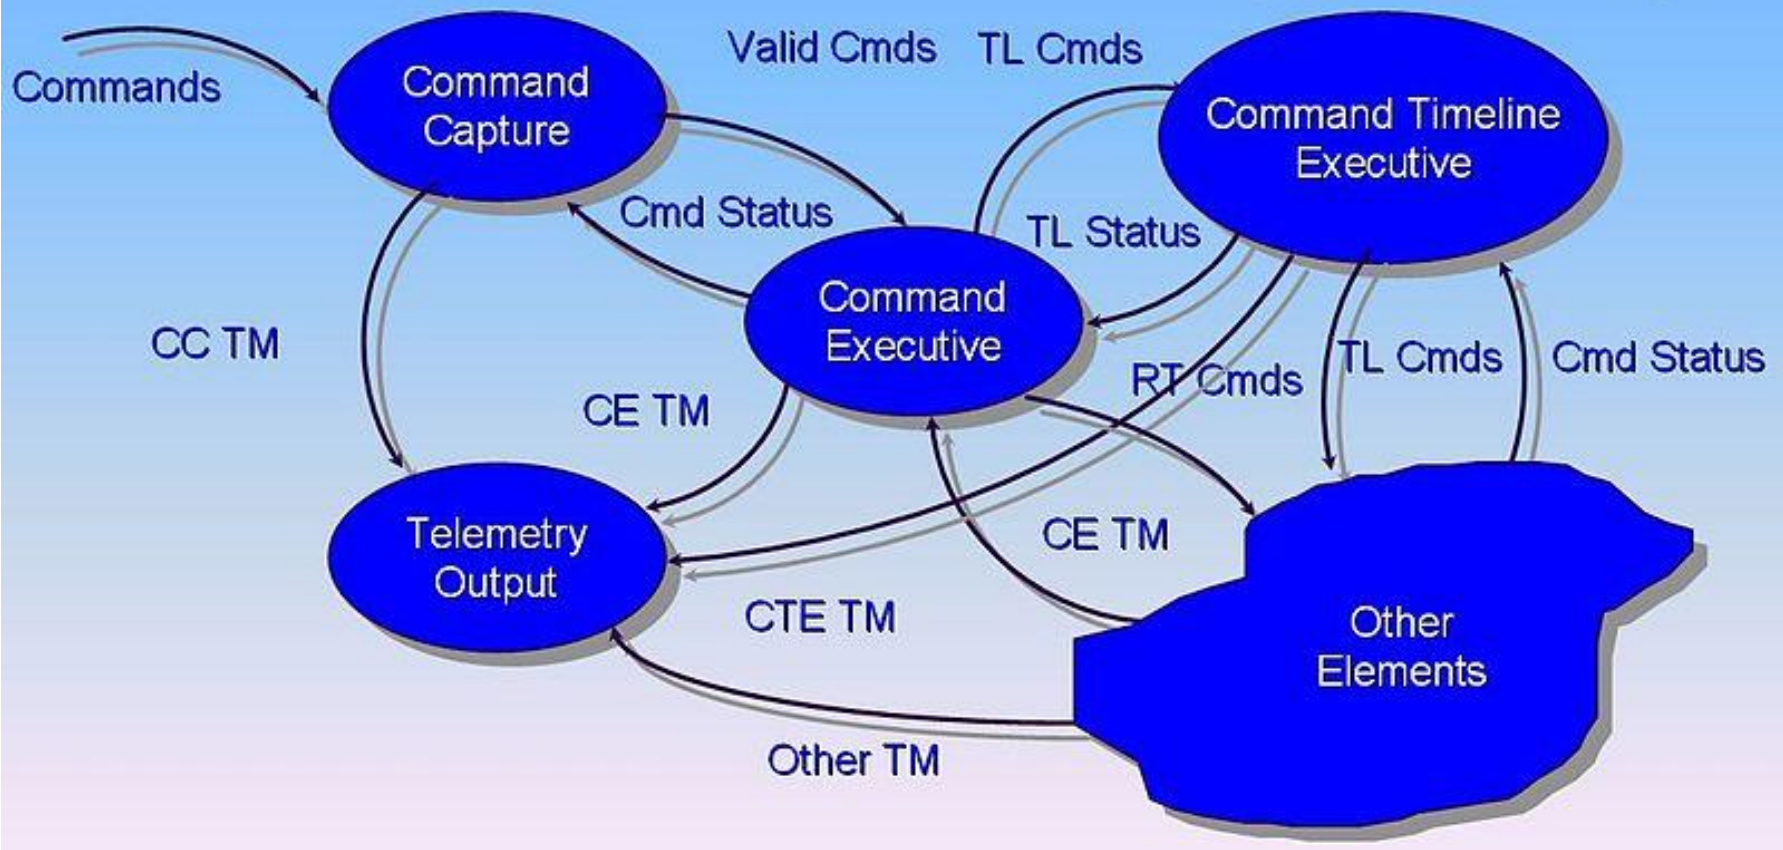 Commands
Command
Capture
Valid Cmds
TL Cmds
Command Timeline
Executive
Cmd Status
TL Status
Command
Executive
CC TM
CE TM
RT Cmds
TL Cmds
Cmd Status
Telemetry
Output
CE TM
CTE TM
Other
Elements
Other TM